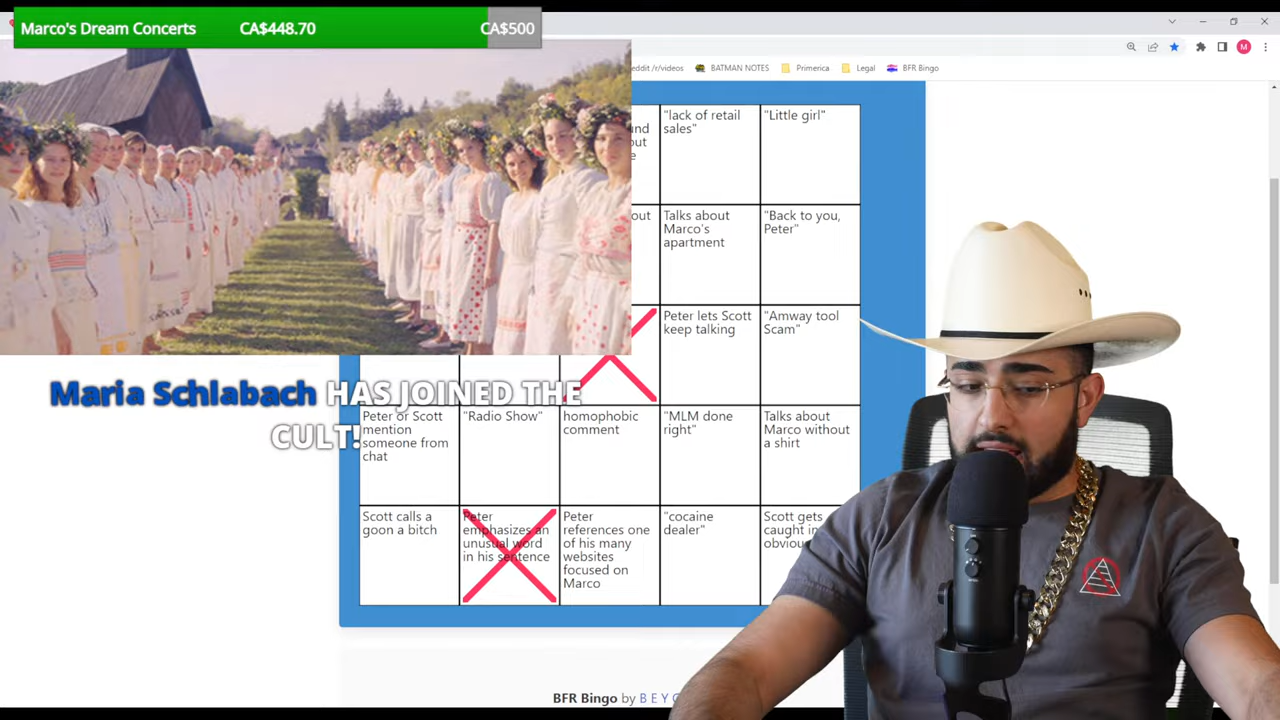 Marco's Dream Concerts CA$448.70 CA$500
eddit /r/videos BATMAN NOTES Primerica Legal BFR Bingo
M
"lack of retail
sales"
"Little girl"
Talks about
Marco's
apartment
"Back to you,
Peter"
Peter lets Scott
keep talking
"Amway tool
Scam"
Maria Schlabach HAS JOINED THE
CULT!
Peter or Scott
mention
someone from
chat
"Radio Show"
homophobic
comment
"MLM done
right"
Talks about
Marco without
a shirt
Scott calls a
goon a bitch
Peter
emphasizes an
unusual word
in his sentence
Peter
references one
of his many
websites
focused on
Marco
"cocaine
dealer"
Scott gets
caught in
BFR Bingo by B E Y